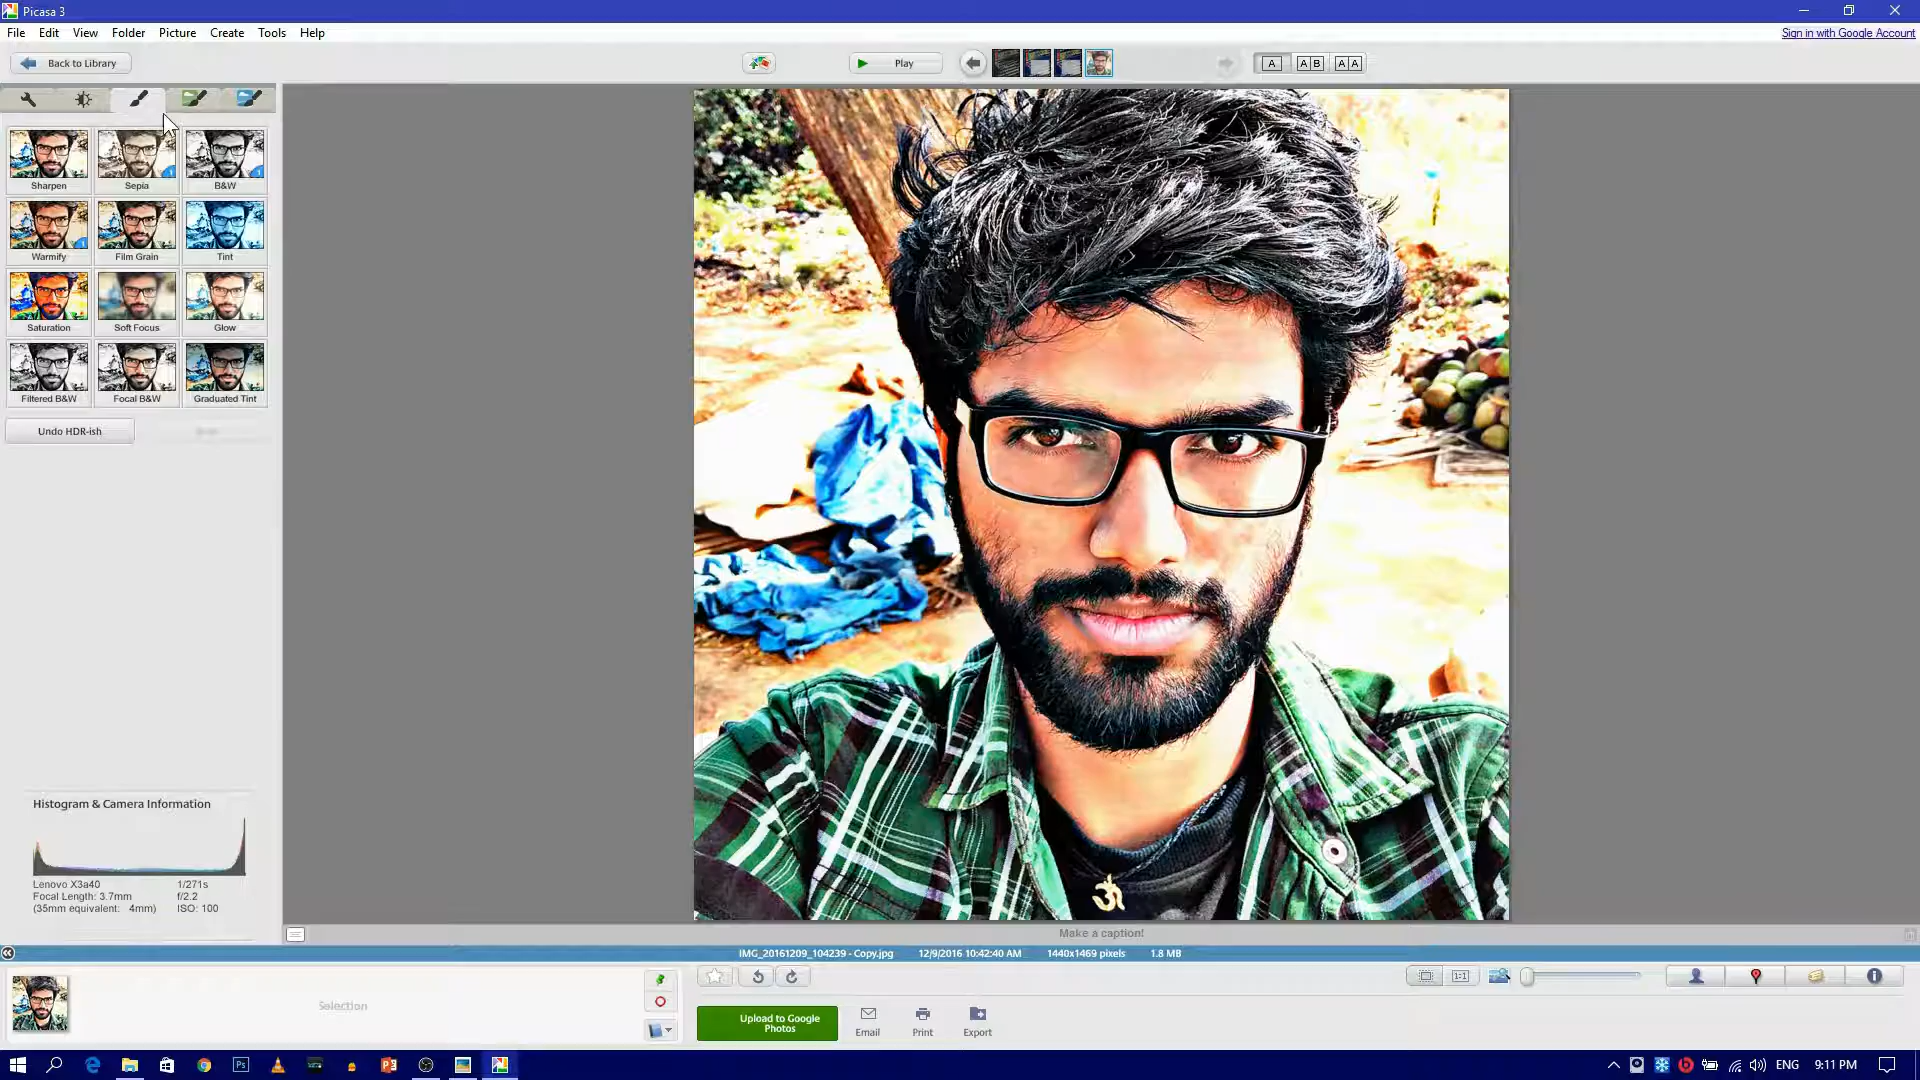 Picasa 3
File Edit View Folder Picture Create Tools Help
Sign in with Google Account
Back to Library
Play
A
A B
A A
Sharpen Sepia B&W
Warmify Film Grain Tint
Saturation Soft Focus Glow
Filtered B&W Focal B&W Graduated Tint
Undo HDR-ish
Histogram & Camera Information
Lenovo X3a40 1/271s
Focal Length: 3.7mm f/2.2
(35mm equivalent: 4mm) ISO: 100
ॐ
Make a caption!
IMG_20161209_104239 - Copy.jpg 12/9/2016 10:42:40 AM 1440x1469 pixels 1.8 MB
1:1
Selection
Upload to Google
Photos
Email Print Export
ENG 9:11 PM